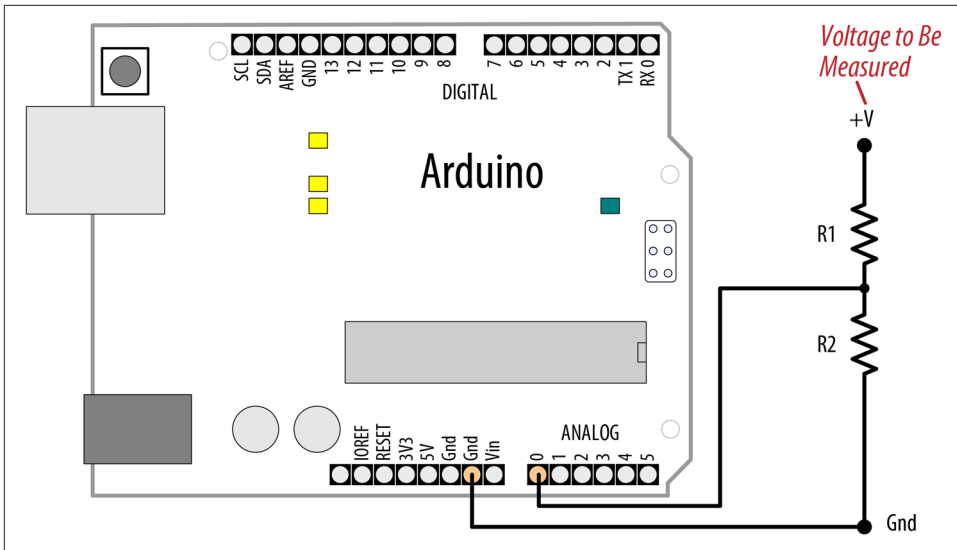 Voltage to Be
Measured
+V
SCL
SDA
AREF
GND
13
12
11
10
9
8
7
6
5
4
3
2
TX 1
RX 0
DIGITAL
Arduino
R1
R2
IOREF
RESET
3V3
5V
Gnd
Gnd
Vin
ANALOG
0
1
2
3
4
5
Gnd